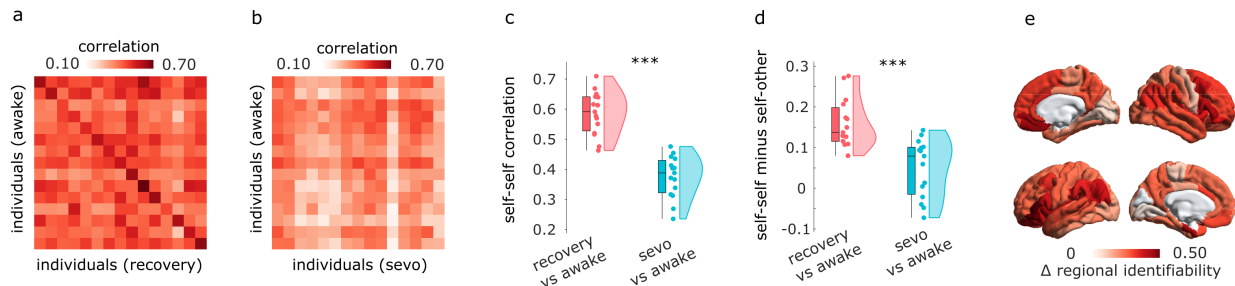 a
correlation
0.10 0.70
individuals (awake)
individuals (recovery)
b
correlation
0.10 0.70
individuals (awake)
individuals (sevo)
c
***
self-self correlation
0.7
0.6
0.5
0.4
0.3
0.2
recovery
vs awake
sevo
vs awake
d
***
self-self minus self-other
0.3
0.2
0.1
0
-0.1
recovery
vs awake
sevo
vs awake
e
0 0.50
Δ regional identifiability